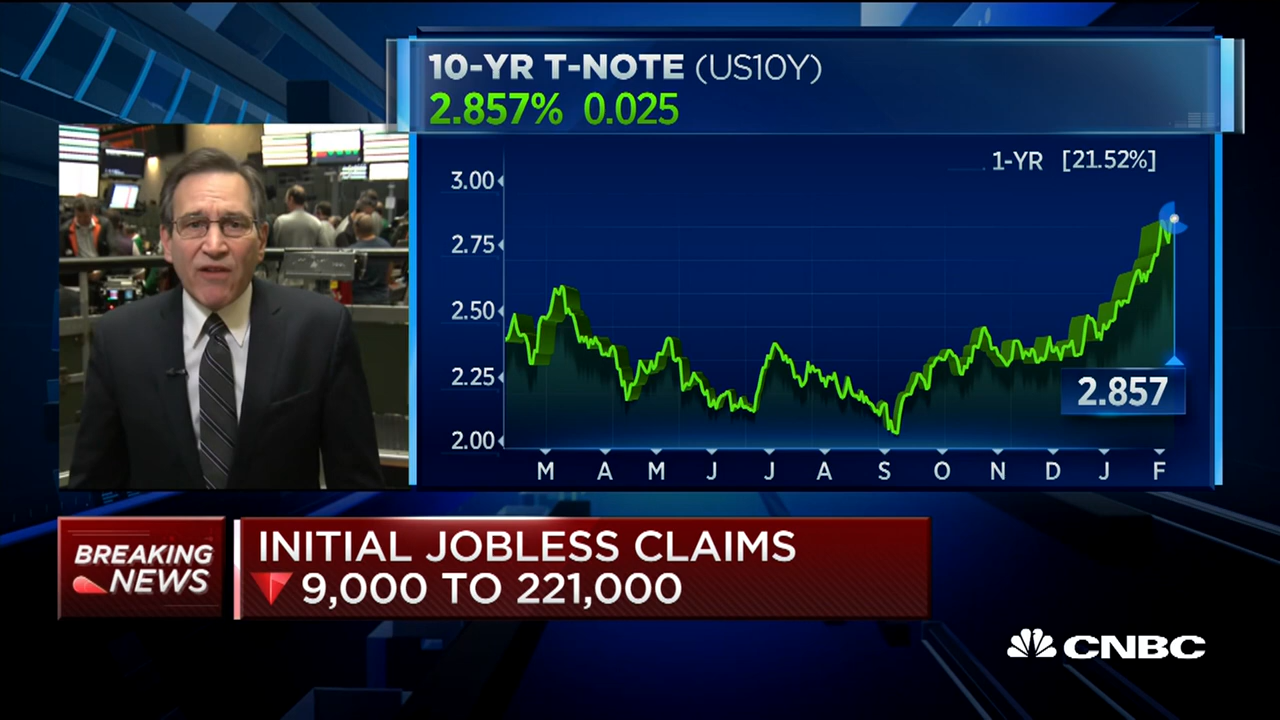 10-YR T-NOTE (US10Y)
2.857% 0.025
1-YR [21.52%]
3.00
2.75
2.50
2.25
2.00
2.857
M A M J J A S O N D J F
BREAKING
NEWS
INITIAL JOBLESS CLAIMS
9,000 TO 221,000
CNBC